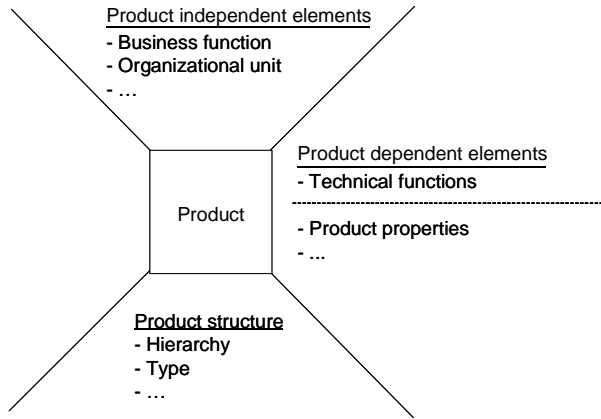 Product independent elements
- Business function
- Organizational unit
- ...
Product dependent elements
- Technical functions
Product
- Product properties
- ...
Product structure
- Hierarchy
- Type
- ...